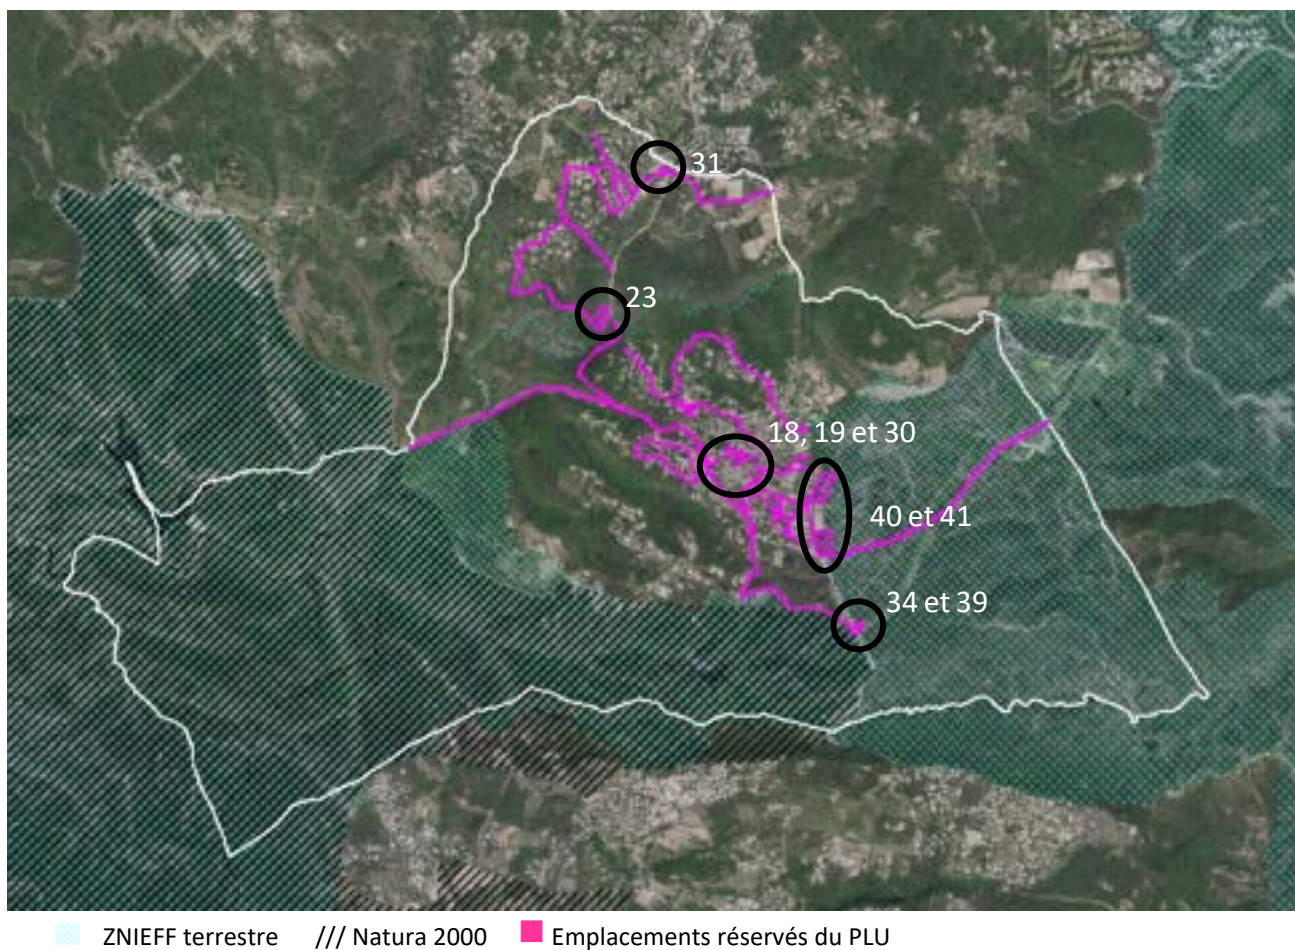 31
23
18, 19 et 30
40 et 41
34 et 39
ZNIEFF terrestre /// Natura 2000 Emplacements réservés du PLU